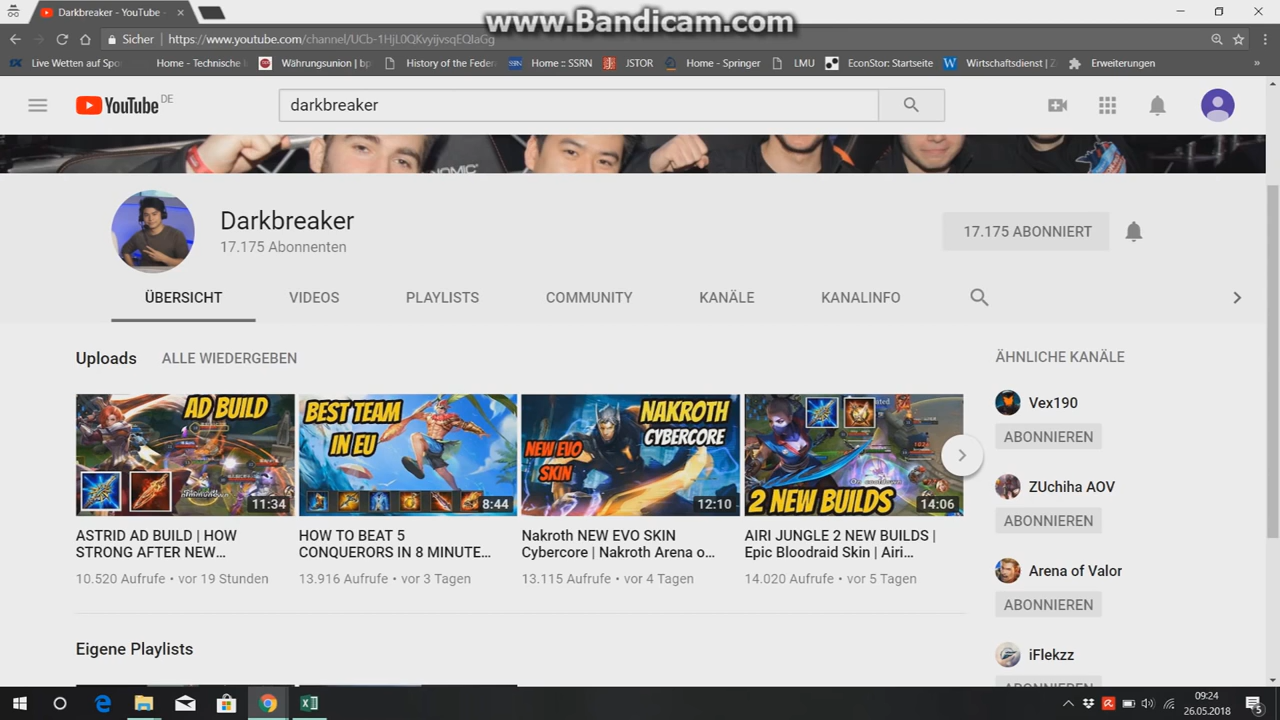 Darkbreaker - YouTube
www.Bandicam.com
Sicher
https://www.youtube.com/channel/UCb-1HjL0QKvyijvsqEQlaGg
Live Wetten auf Spo
Home - Technische
Währungsunion | bp
History of the Feder
Home :: SSRN
JSTOR
Home - Springer
LMU
EconStor: Startseite
Wirtschaftsdienst | Z
Erweiterungen
YouTube DE
darkbreaker
NOMIC
Darkbreaker
17.175 Abonnenten
17.175 ABONNIERT
ÜBERSICHT
VIDEOS
PLAYLISTS
COMMUNITY
KANÄLE
KANALINFO
Uploads
ALLE WIEDERGEBEN
AD BUILD
11:34
ASTRID AD BUILD | HOW
STRONG AFTER NEW...
10.520 Aufrufe • vor 19 Stunden
BEST TEAM
IN EU
8:44
HOW TO BEAT 5
CONQUERORS IN 8 MINUTE...
13.916 Aufrufe • vor 3 Tagen
NAKROTH
CYBERCORE
NEW EVO
SKIN
12:10
Nakroth NEW EVO SKIN
Cybercore | Nakroth Arena o...
13.115 Aufrufe • vor 4 Tagen
2 NEW BUILDS
14:06
AIRI JUNGLE 2 NEW BUILDS |
Epic Bloodraid Skin | Airi...
14.020 Aufrufe • vor 5 Tagen
ÄHNLICHE KANÄLE
Vex190
ABONNIEREN
ZUchiha AOV
ABONNIEREN
Arena of Valor
ABONNIEREN
iFlekzz
ABONNIEREN
Eigene Playlists
09:24
26.05.2018
5